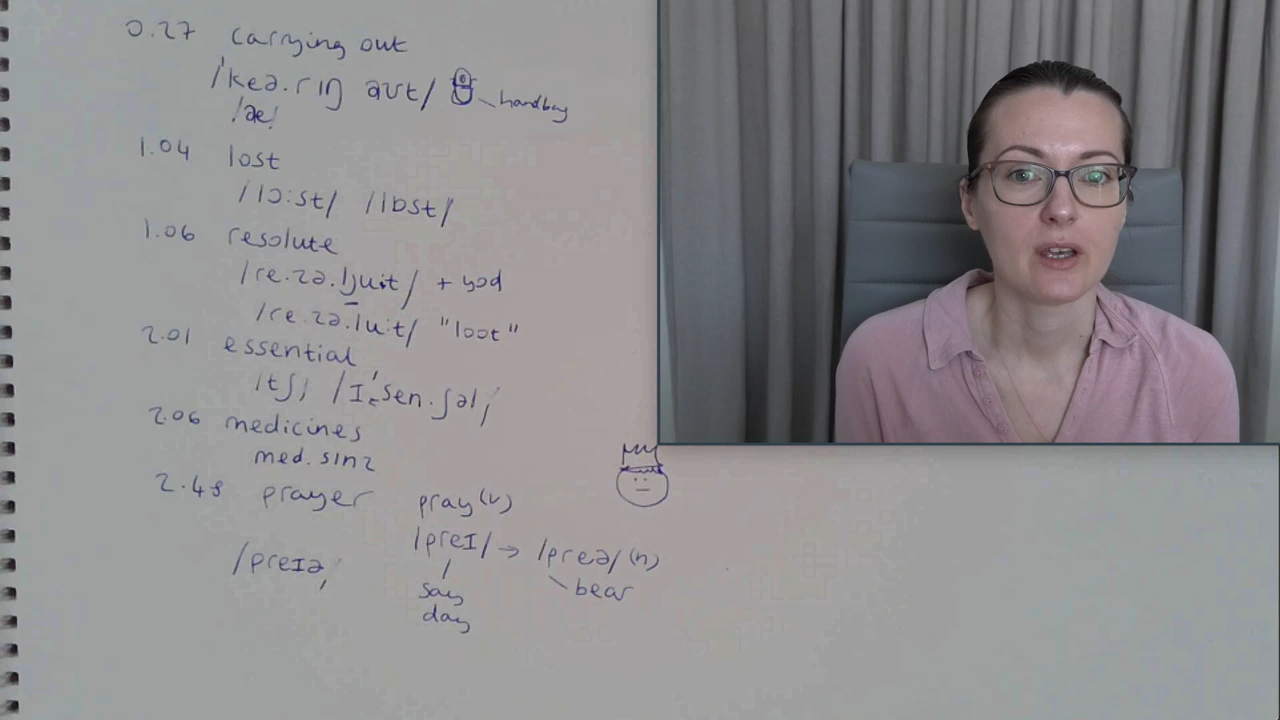 0.27 carrying out
/ˈkeə.rɪŋ aʊt/ handbag
/æ/
1.04 lost
/lɔːst/ /lɒst/
1.06 resolute
/re.zə.ljuːt/ + yod
/re.zə.luːt/ "loot"
2.01 essential
/tʃ/ /ɪˈsen.ʃəl/
2.06 medicines
med.sɪnz
2.48 prayer pray (v)
/preɪə/ /preɪ/ → /preə/ (n)
say bear
day